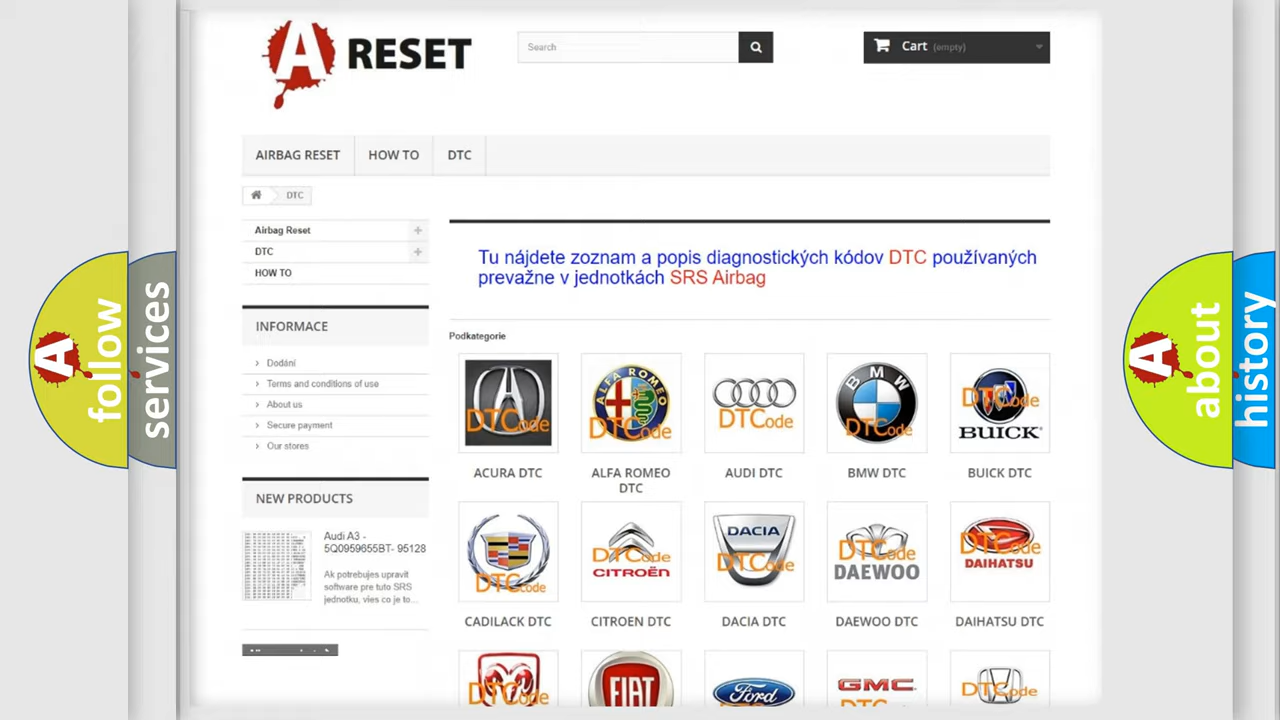 A RESET
Search
Cart (empty)
AIRBAG RESET
HOW TO
DTC
DTC
Airbag Reset
DTC
HOW TO
INFORMACE
Dodání
Terms and conditions of use
About us
Secure payment
Our stores
NEW PRODUCTS
Audi A3 -
5Q0959655BT- 95128
Ak potrebujes upravit
software pre tuto SRS
jednotku, vies co je to...
Tu nájdete zoznam a popis diagnostických kódov DTC používaných
prevažne v jednotkách SRS Airbag
Podkategorie
DTCode
ALFA ROMEO
DTCode
DTCode
BMW
DTCode
DTCode
BUICK
ACURA DTC
ALFA ROMEO
DTC
AUDI DTC
BMW DTC
BUICK DTC
DTCode
DTCode
CITROËN
DACIA
DTCode
DTCode
DAEWOO
DTCode
DAIHATSU
CADILACK DTC
CITROEN DTC
DACIA DTC
DAEWOO DTC
DAIHATSU DTC
DTCode
FIAT
Ford
GMC
DTCode
A follow
services
A about
history